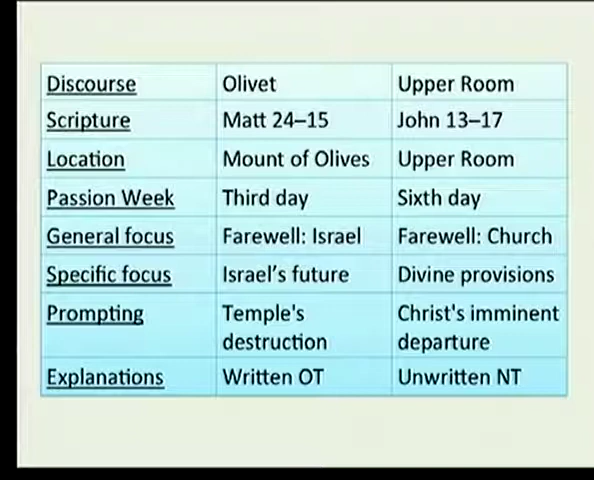 Discourse Olivet Upper Room
Scripture Matt 24–15 John 13–17
Location Mount of Olives Upper Room
Passion Week Third day Sixth day
General focus Farewell: Israel Farewell: Church
Specific focus Israel's future Divine provisions
Prompting Temple's destruction Christ's imminent departure
Explanations Written OT Unwritten NT